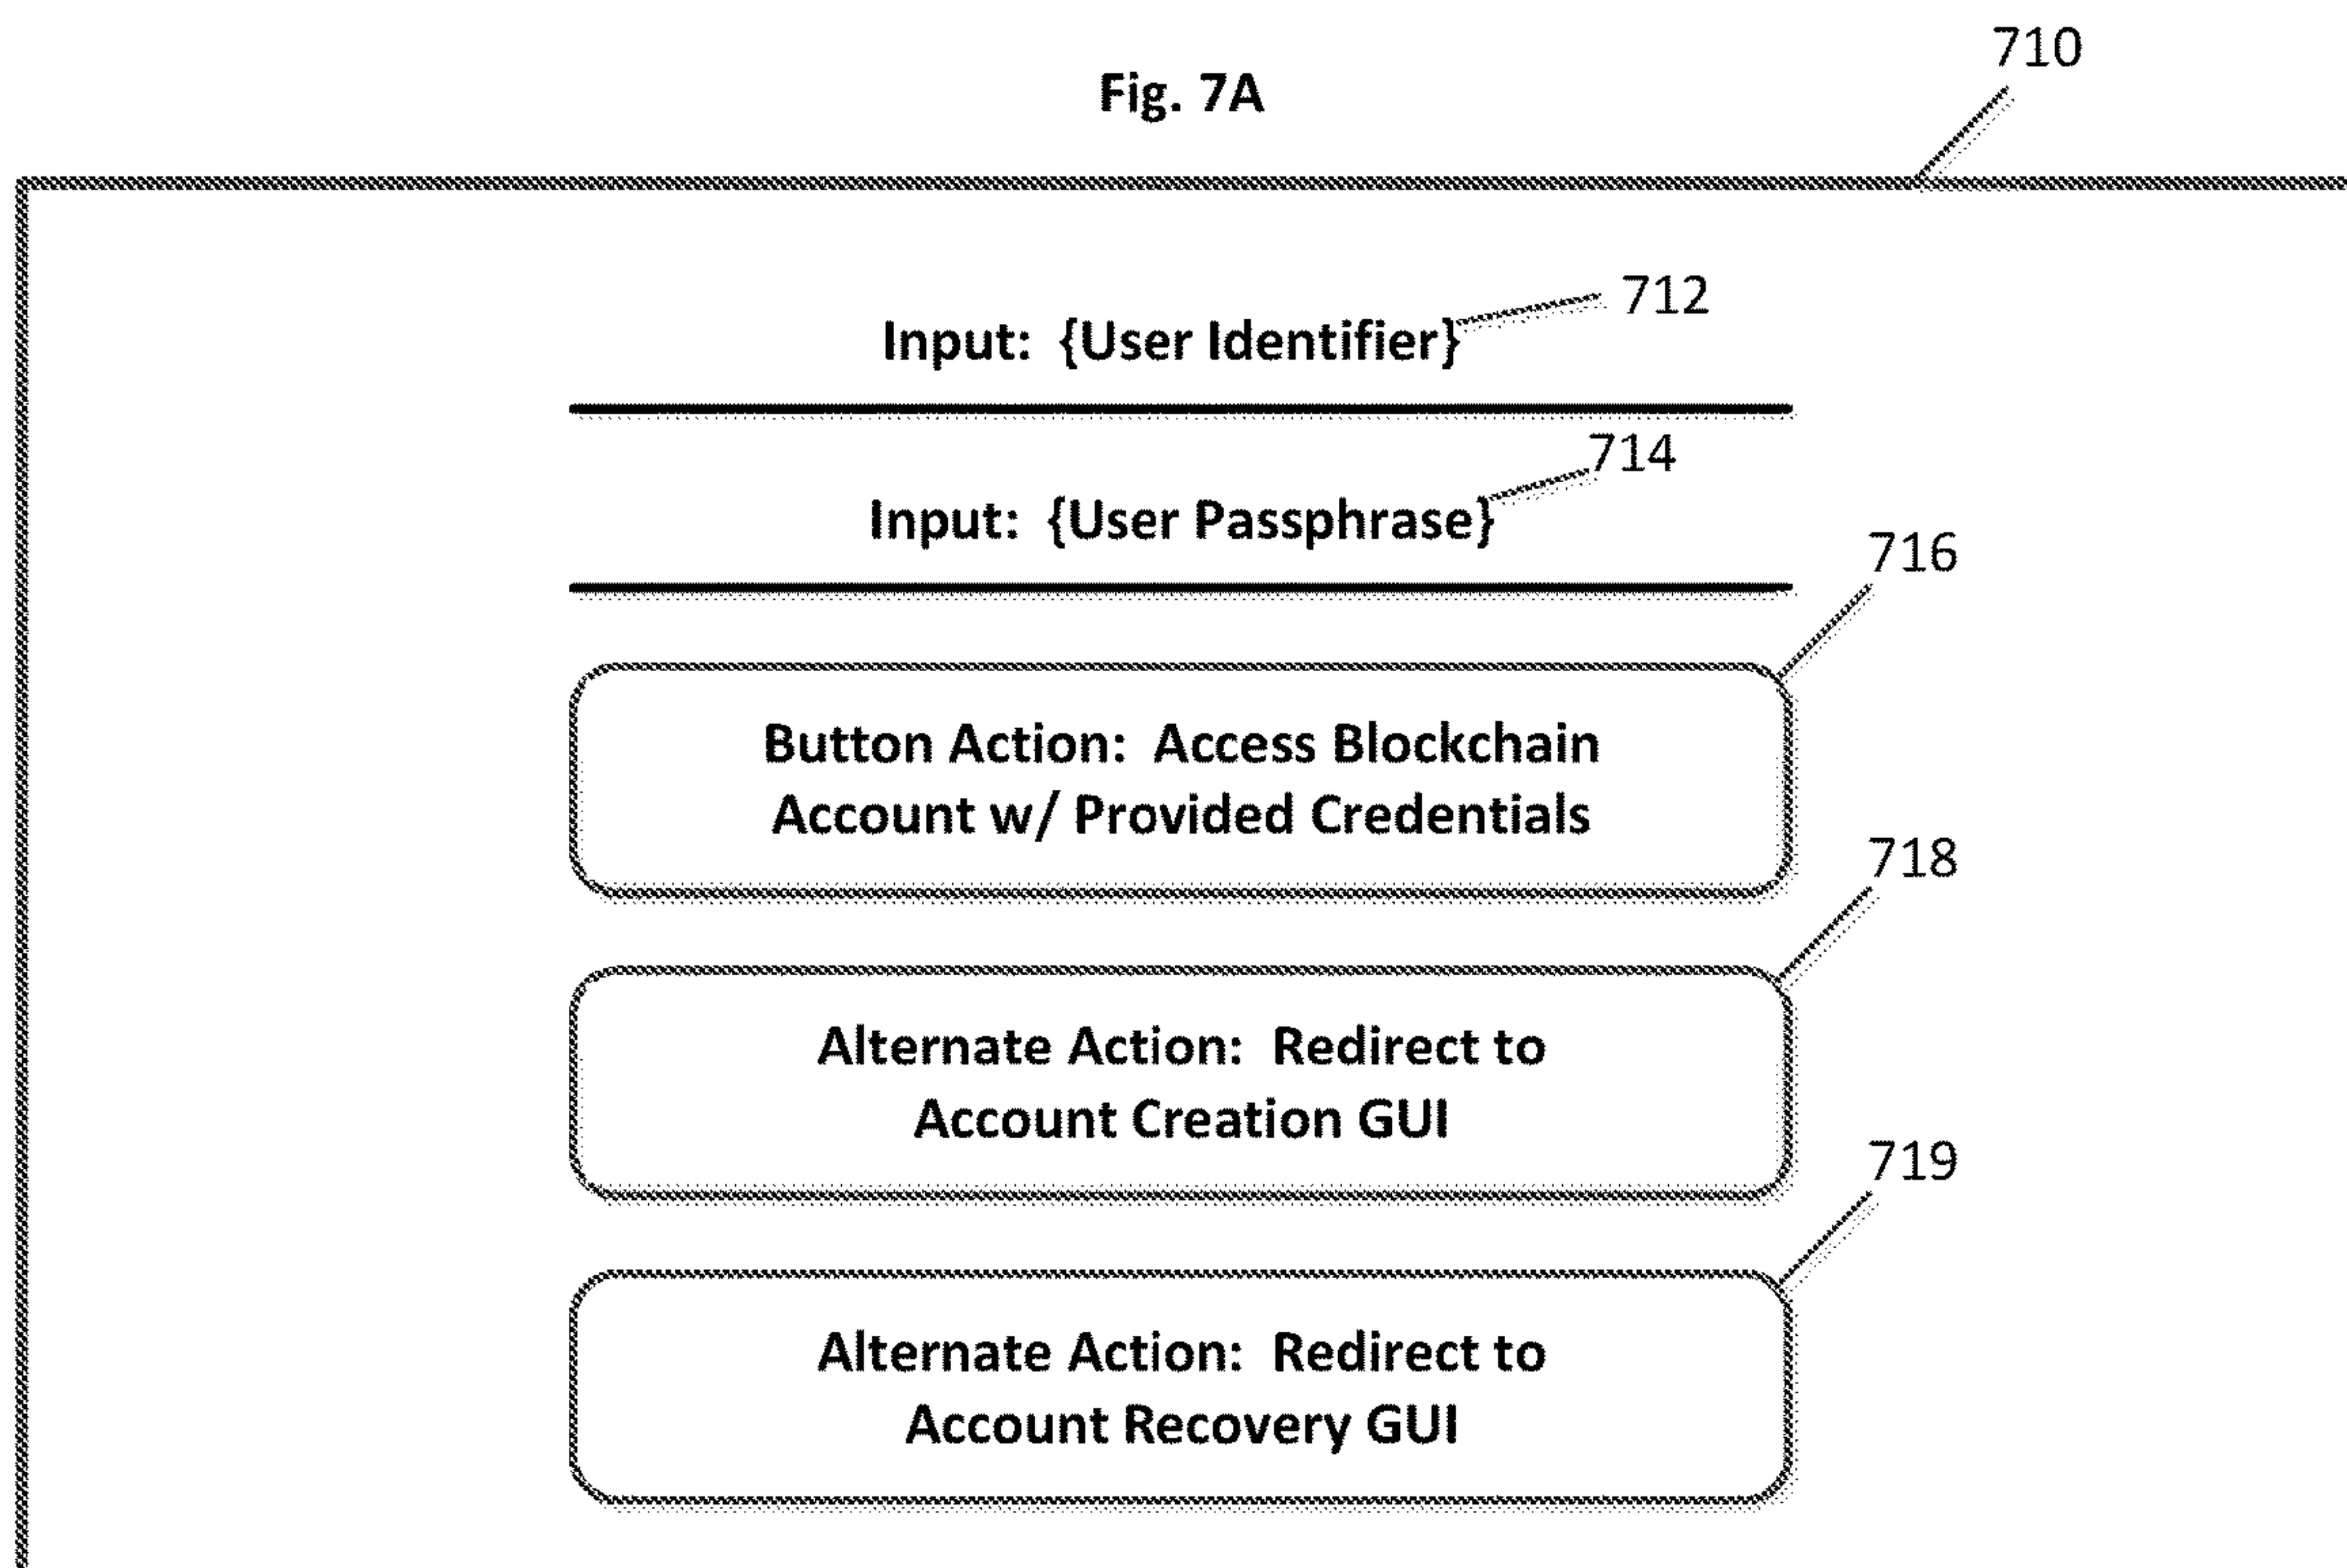 710
Fig. 7A
712
Input: {User Identifier}
714
Input: {User Passphrase}
716
Button Action: Access Blockchain
Account w/ Provided Credentials
718
Alternate Action: Redirect to
Account Creation GUI
719
Alternate Action: Redirect to
Account Recovery GUI